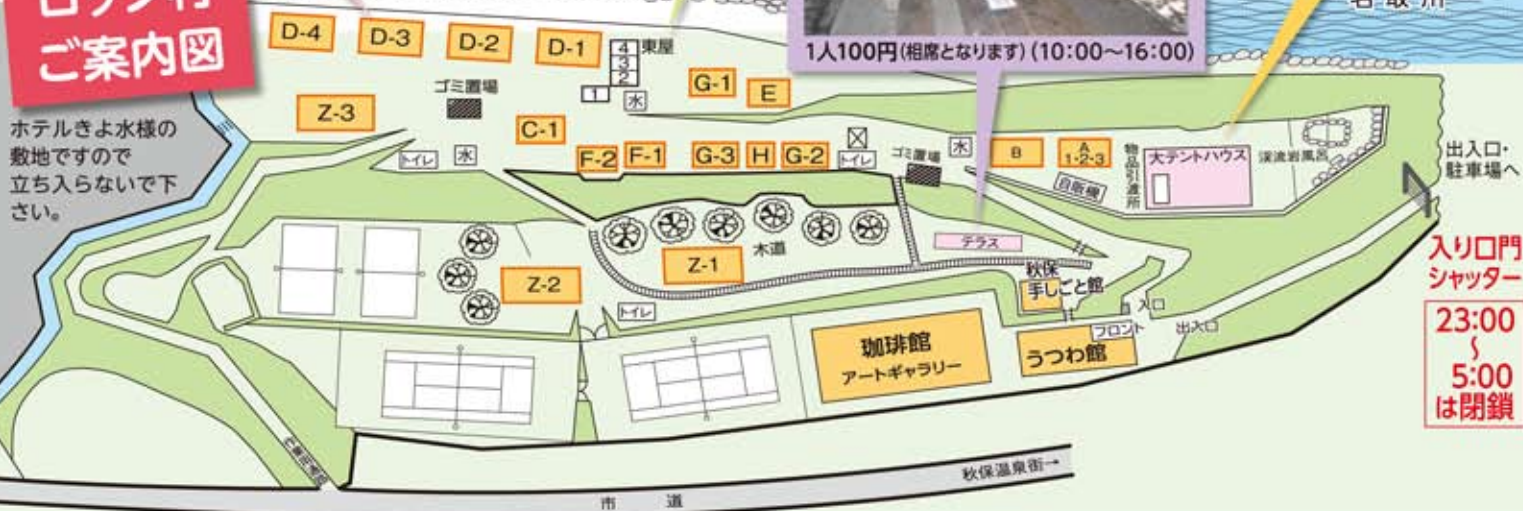 ご案内図
ホテルきよ水様の
敷地ですので
立ち入らないで下
さい。
D-4
D-3
D-2
D-1
4
3
2
1
東屋
水
G-1
E
1人100円(相席となります)(10:00〜16:00)
Z-3
ゴミ置場
トイレ
水
C-1
F-2
F-1
G-3
H
G-2
トイレ
ゴミ置場
水
B
A
1・2・3
自販機
物品引渡所
大テントハウス
渓流岩風呂
出入口・
駐車場へ
入り口門
シャッター
23:00
〜
5:00
は閉鎖
Z-2
Z-1
木道
テラス
秋保
手しごと館
トイレ
入口
フロント
出入口
珈琲館
アートギャラリー
うつわ館
市道
秋保温泉街→